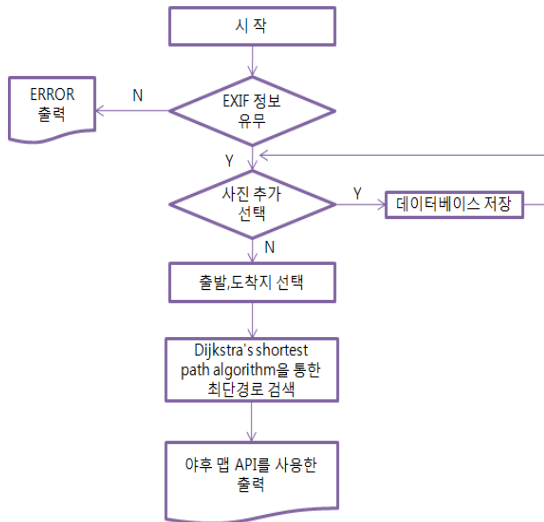 시 작
EXIF 정보
유무
N
ERROR
출력
Y
사진 추가
선택
Y
데이터베이스 저장
N
출발,도착지 선택
Dijkstra's shortest
path algorithm을 통한
최단경로 검색
야후 맵 API를 사용한
출력